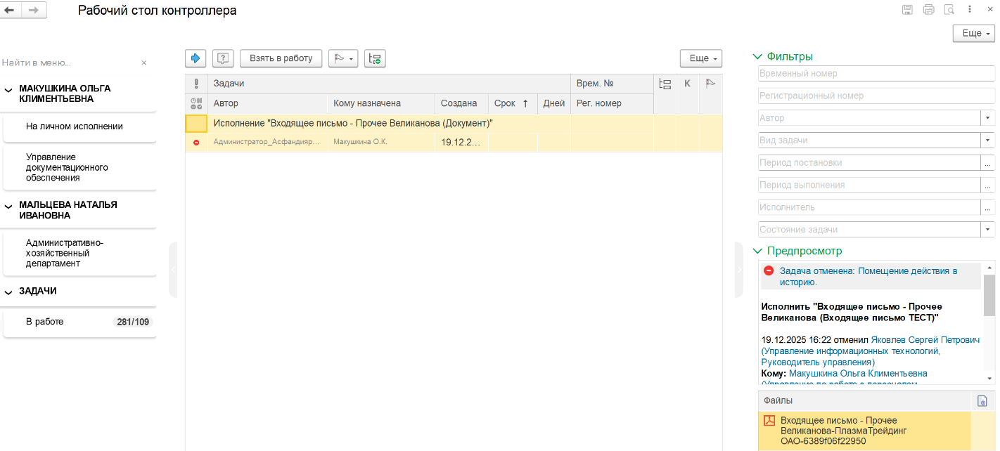 Рабочий стол контроллера
Еще
Найти в меню...
МАКУШКИНА ОЛЬГА
КЛИМЕНТЬЕВНА
На личном исполнении
Управление
документационного
обеспечения
МАЛЬЦЕВА НАТАЛЬЯ
ИВАНОВНА
Административно-
хозяйственный
департамент
ЗАДАЧИ
В работе 281/109
Взять в работу
Еще
Задачи Врем. № К
Автор Кому назначена Создана Срок ↑ Дней Рег. номер
Исполнение "Входящее письмо - Прочее Великанова (Документ)"
Администратор_Асфандияр... Макушкина О.К. 19.12.2...
Фильтры
Временный номер
Регистрационный номер
Автор
Вид задачи
Период постановки ...
Период выполнения ...
Исполнитель ...
Состояние задачи
Предпросмотр
Задача отменена: Помещение действия в
историю.
Исполнить "Входящее письмо - Прочее
Великанова (Входящее письмо ТЕСТ)"
19.12.2025 16:22 отменил Яковлев Сергей Петрович
(Управление информационных технологий,
Руководитель управления)
Кому: Макушкина Ольга Климентьевна
(Управление по работе с персоналом,
Файлы
Входящее письмо - Прочее
Великанова-ПлазмаТрейдинг
ОАО-6389f06f22950